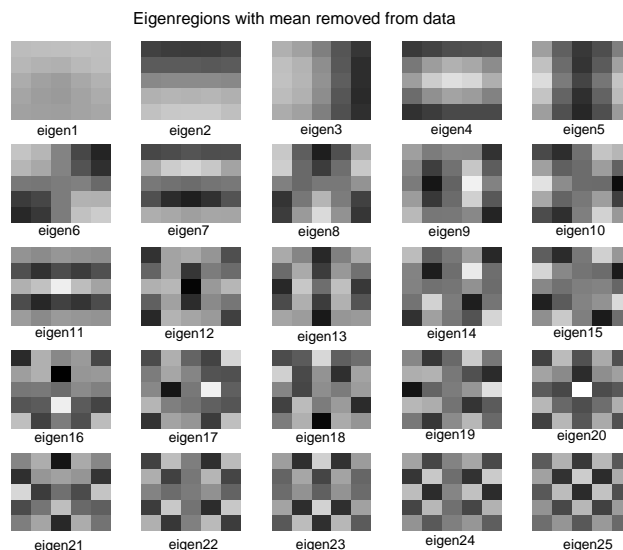 Eigenregions with mean removed from data
eigen1 eigen2 eigen3 eigen4 eigen5
eigen6 eigen7 eigen8 eigen9 eigen10
eigen11 eigen12 eigen13 eigen14 eigen15
eigen16 eigen17 eigen18 eigen19 eigen20
eigen21 eigen22 eigen23 eigen24 eigen25